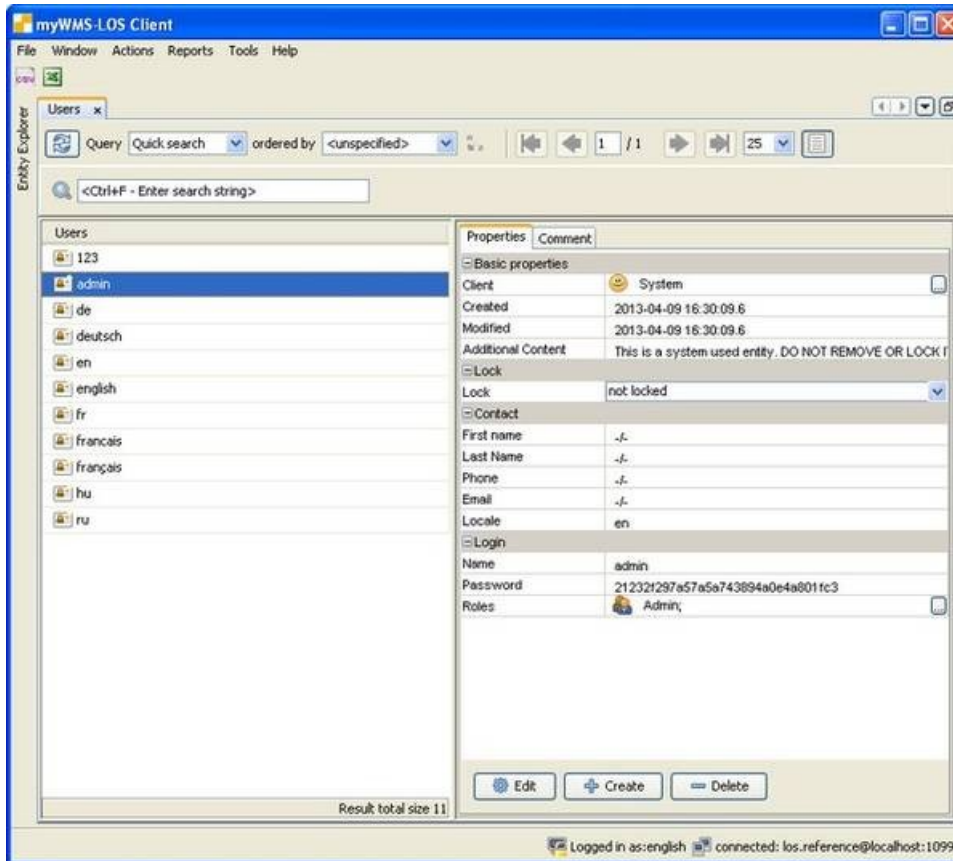 myWMS-LOS Client
File Window Actions Reports Tools Help
CSV
Entity Explorer
Users x
Query Quick search ordered by <unspecified> 1 / 1 25
<Ctrl+F - Enter search string>
Users
123
admin
de
deutsch
en
english
fr
francais
français
hu
ru
Result total size 11
Properties Comment
Basic properties
Client System ...
Created 2013-04-09 16:30:09.6
Modified 2013-04-09 16:30:09.6
Additional Content This is a system used entity. DO NOT REMOVE OR LOCK
Lock
Lock not locked
Contact
First name -/-
Last Name -/-
Phone -/-
Email -/-
Locale en
Login
Name admin
Password 21232f297a57a5a743894a0e4a801fc3
Roles Admin; ...
Edit Create Delete
Logged in as:english connected: los.reference@localhost:1099